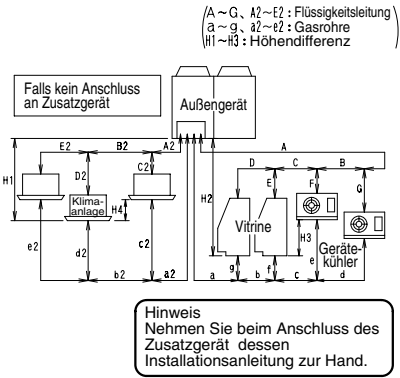 A～G、A2～E2：Flüssigkeitsleitung
a～g、a2～e2：Gasrohre
H1～H3：Höhendifferenz
Falls kein Anschluss
an Zusatzgerät
Außengerät
E2 B2 A2 A
D C B
H1 D2 C2 H2 E F G
Klima-
anlage
H4
Vitrine
H3
Geräte-
kühler
e2 d2 c2
g f e
b2 a2 a b c d
Hinweis
Nehmen Sie beim Anschluss des
Zusatzgerät dessen
Installationsanleitung zur Hand.